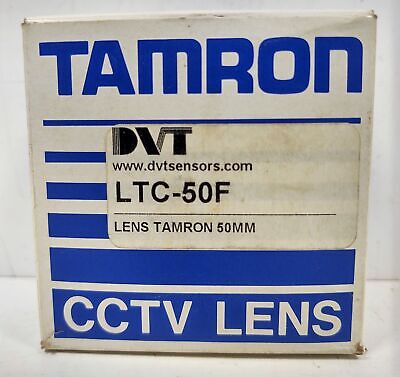 TAMRON
DVT
www.dvtsensors.com
LTC-50F
LENS TAMRON 50MM
CCTV LENS